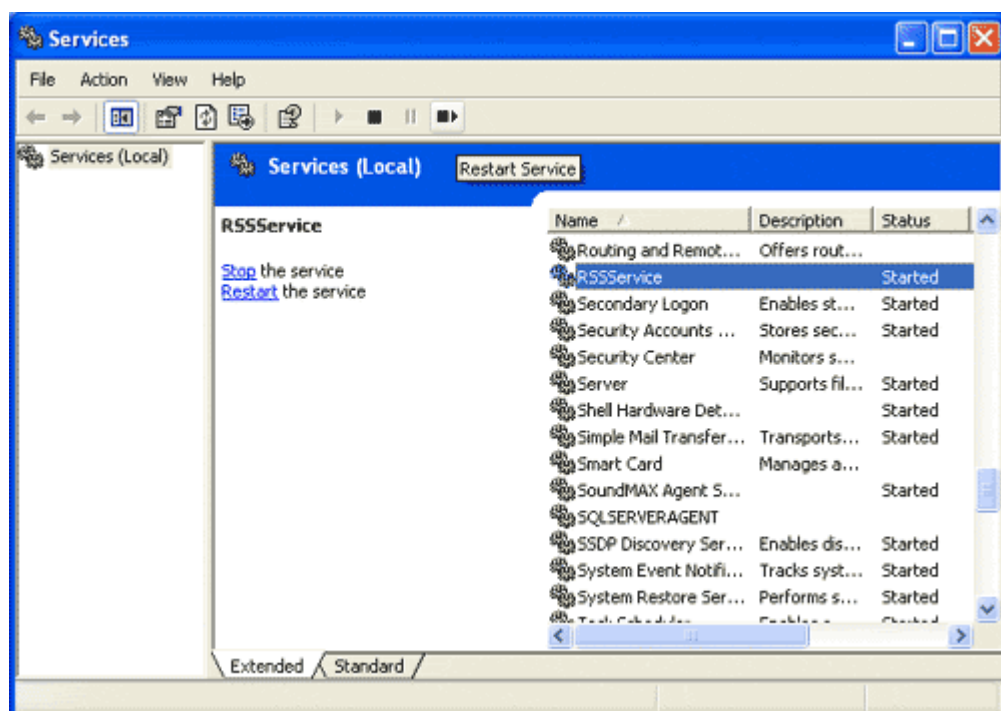 Services
File Action View Help
Services (Local)
Services (Local)
Restart Service
RSSService
Stop the service
Restart the service
Name Description Status
Routing and Remot... Offers rout...
RSSService Started
Secondary Logon Enables st... Started
Security Accounts ... Stores sec... Started
Security Center Monitors s...
Server Supports fil... Started
Shell Hardware Det... Started
Simple Mail Transfer... Transports... Started
Smart Card Manages a...
SoundMAX Agent S... Started
SQLSERVERAGENT
SSDP Discovery Ser... Enables dis... Started
System Event Notifi... Tracks syst... Started
System Restore Ser... Performs s... Started
Extended Standard